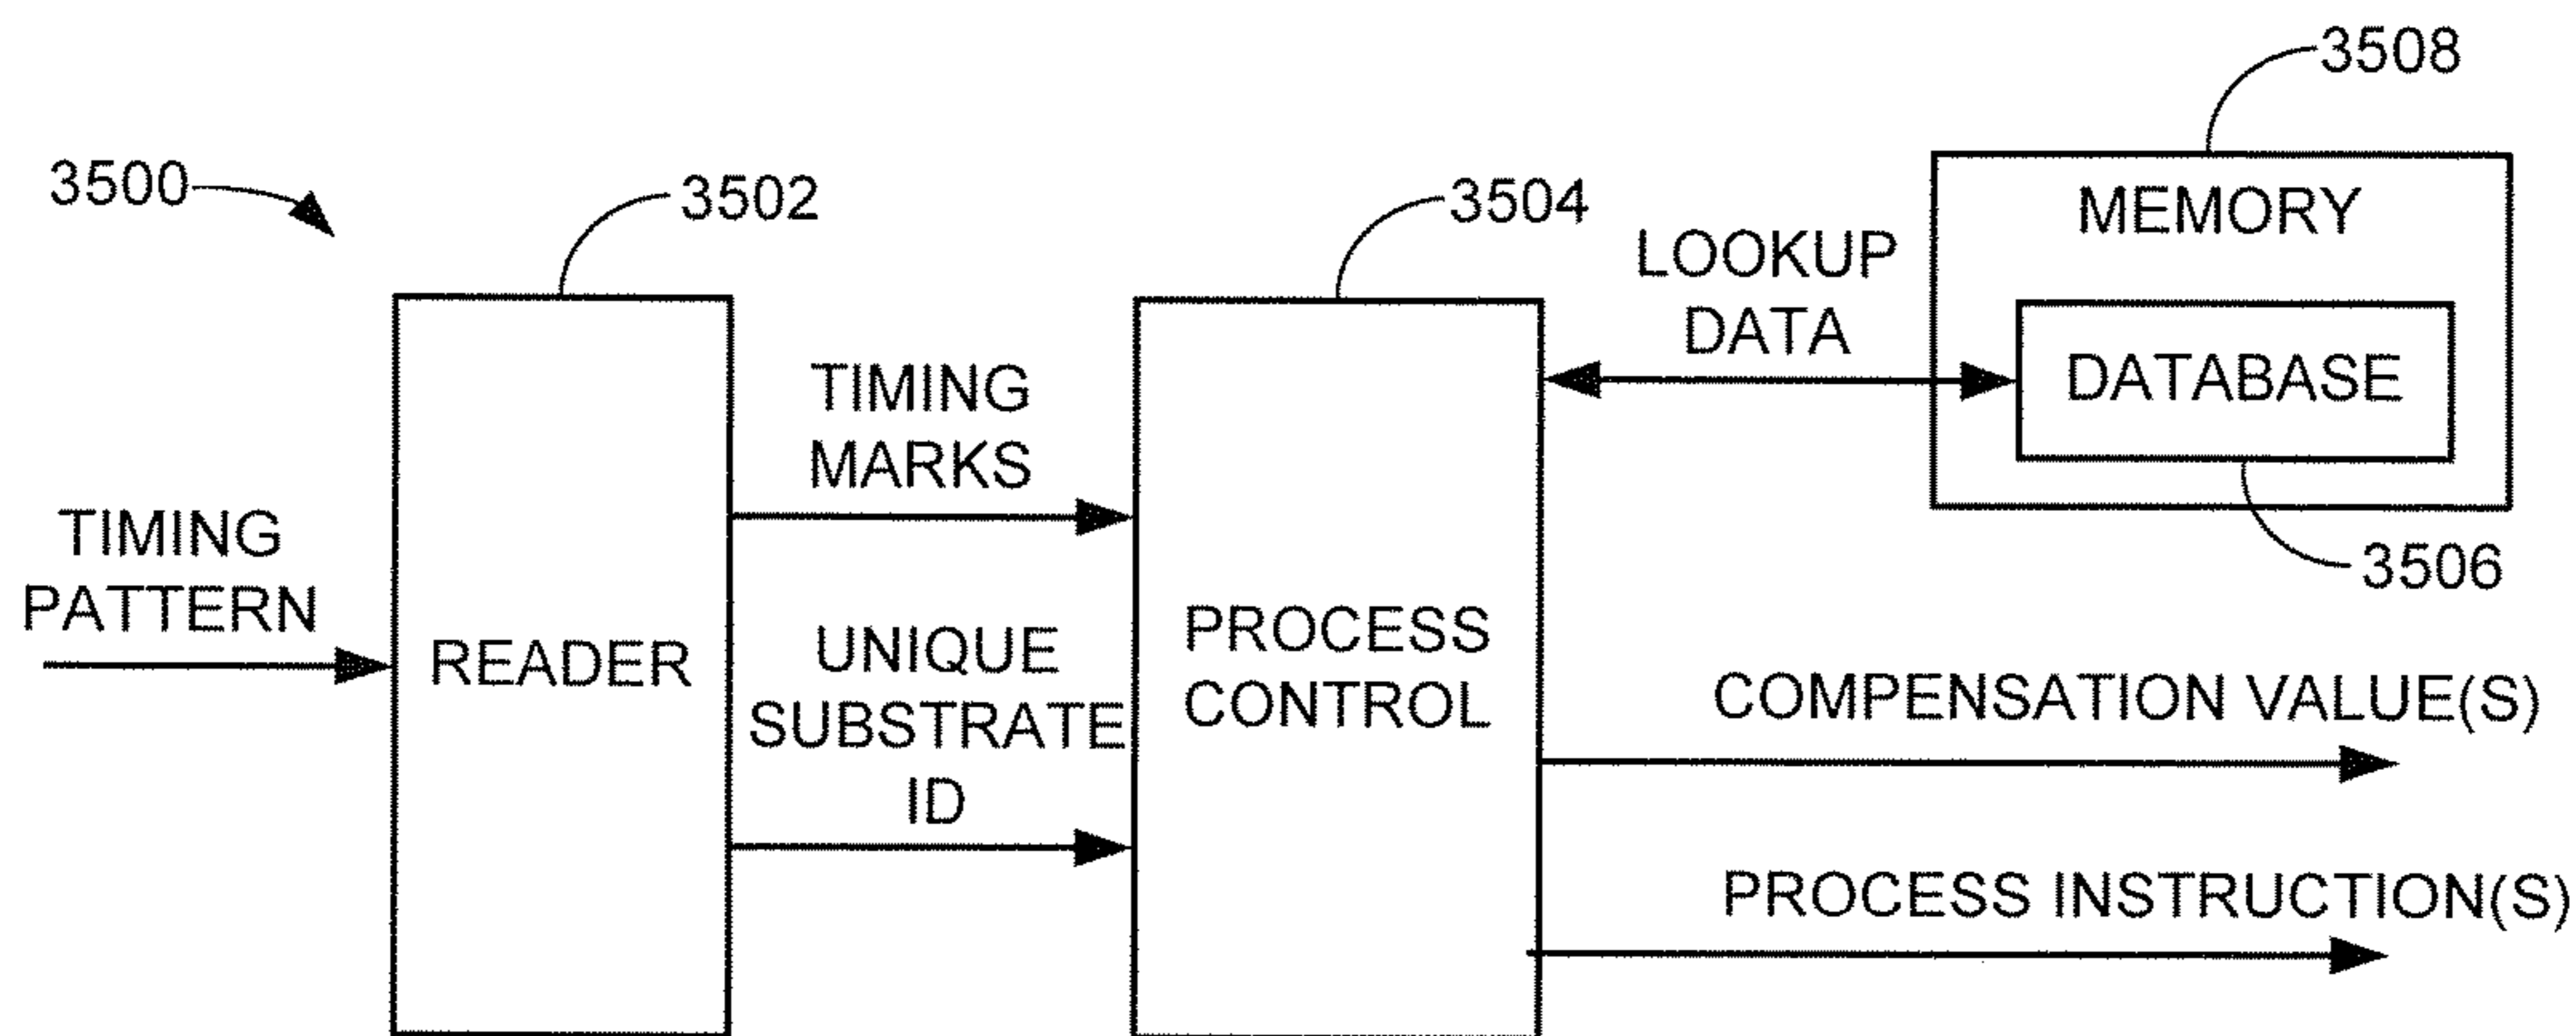 3508
3500
3502
3504
MEMORY
LOOKUP
DATA
DATABASE
TIMING
MARKS
TIMING
PATTERN
3506
READER
UNIQUE
SUBSTRATE
ID
PROCESS
CONTROL
COMPENSATION VALUE(S)
PROCESS INSTRUCTION(S)